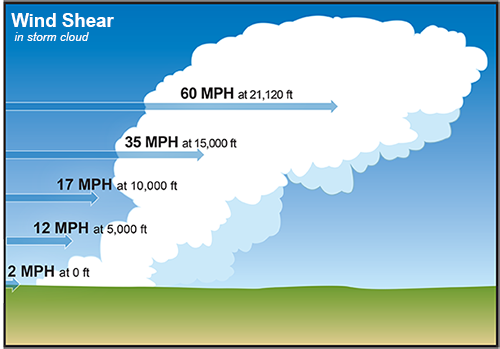 Wind Shear
in storm cloud
60 MPH at 21,120 ft
35 MPH at 15,000 ft
17 MPH at 10,000 ft
12 MPH at 5,000 ft
2 MPH at 0 ft